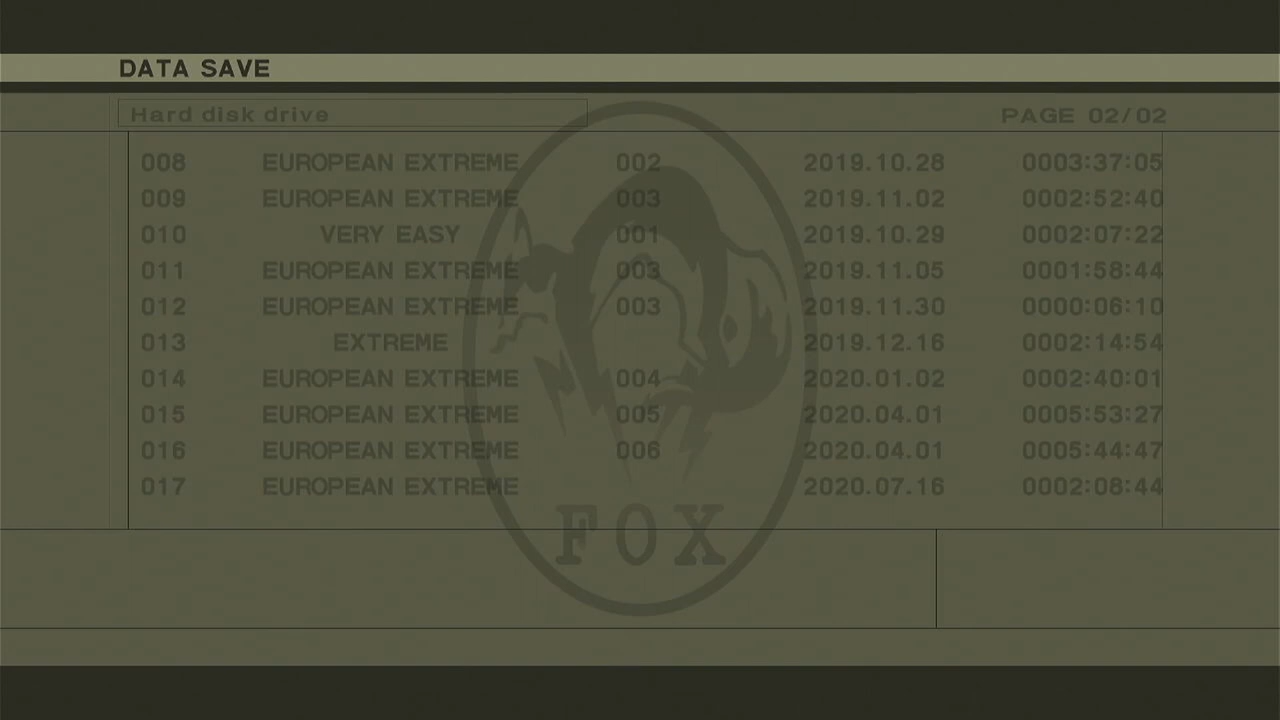 DATA SAVE
Hard disk drive PAGE 02/02
008 EUROPEAN EXTREME 002 2019.10.28 0003:37:05
009 EUROPEAN EXTREME 003 2019.11.02 0002:52:40
010 VERY EASY 001 2019.10.29 0002:07:22
011 EUROPEAN EXTREME 003 2019.11.05 0001:58:44
012 EUROPEAN EXTREME 003 2019.11.30 0000:06:10
013 EXTREME 2019.12.16 0002:14:54
014 EUROPEAN EXTREME 004 2020.01.02 0002:40:01
015 EUROPEAN EXTREME 005 2020.04.01 0005:53:27
016 EUROPEAN EXTREME 006 2020.04.01 0005:44:47
017 EUROPEAN EXTREME 2020.07.16 0002:08:44
FOX